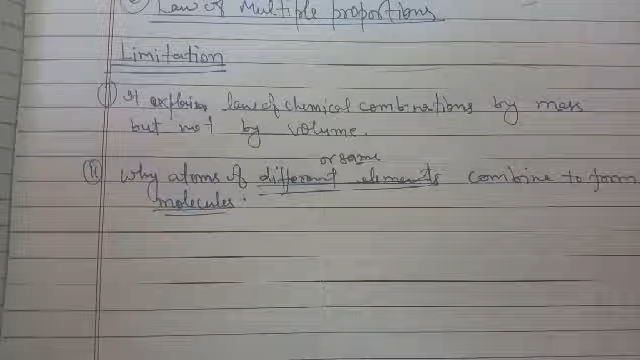 Law of Multiple proportions
Limitation
(i) It explains laws of chemical combinations by mass
but not by volume.
or same
(ii) Why atoms of different elements combine to form
molecules.